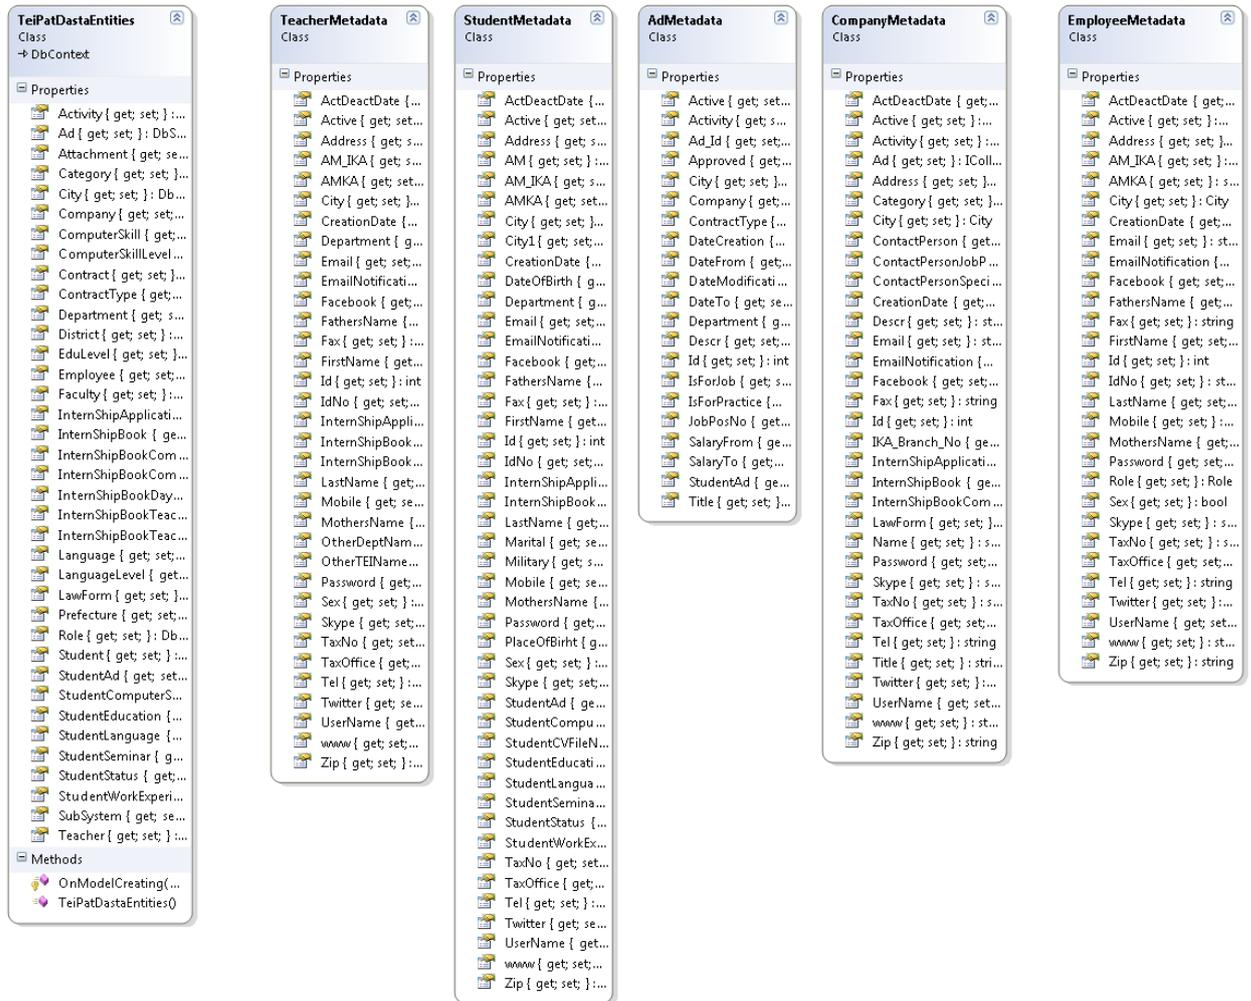 TeiPatDastaEntities
Class
DbContext
Properties
Activity { get; set; } :...
Ad { get; set; } : DbS...
Attachment { get; se...
Category { get; set; }...
City { get; set; } : Db...
Company { get; set;...
ComputerSkill { get;...
ComputerSkillLevel ...
Contract { get; set; }...
ContractType { get;...
Department { get; s...
District { get; set; } :...
EduLevel { get; set; }...
Employee { get; set;...
Faculty { get; set; } :...
InternShipApplicati...
InternShipBook { ge...
InternShipBookCom ...
InternShipBookCom ...
InternShipBookDay...
InternShipBookTeac...
InternShipBookTeac...
Language { get; set;...
LanguageLevel { get...
LawForm { get; set; }...
Prefecture { get; set;...
Role { get; set; } : Db...
Student { get; set; } :...
StudentAd { get; set...
StudentComputerS...
StudentEducation {...
StudentLanguage {...
StudentSeminar { g...
StudentStatus { get;...
StudentWorkExperi...
SubSystem { get; se...
Teacher { get; set; } :...
Methods
OnModelCreating(...
TeiPatDastaEntities()
TeacherMetadata
Class
Properties
ActDeactDate {...
Active { get; set...
Address { get; s...
AM_IKA { get; s...
AMKA { get; set...
City { get; set; }...
CreationDate {...
Department { g...
Email { get; set;...
EmailNotificati...
Facebook { get;...
FathersName {...
Fax { get; set; } :...
FirstName { get...
Id { get; set; } : int
IdNo { get; set;...
InternShipAppli...
InternShipBook...
InternShipBook...
LastName { get;...
Mobile { get; se...
MothersName {...
OtherDeptNam...
OtherTEIName...
Password { get;...
Sex { get; set; } :...
Skype { get; set;...
TaxNo { get; set...
TaxOffice { get;...
Tel { get; set; } :...
Twitter { get; se...
UserName { get...
www { get; set;...
Zip { get; set; } :...
StudentMetadata
Class
Properties
ActDeactDate {...
Active { get; set...
Address { get; s...
AM { get; set; } :...
AM_IKA { get; s...
AMKA { get; set...
City { get; set; }...
City1 { get; set;...
CreationDate {...
DateOfBirth { g...
Department { g...
Email { get; set;...
EmailNotificati...
Facebook { get;...
FathersName {...
Fax { get; set; } :...
FirstName { get...
Id { get; set; } : int
IdNo { get; set;...
InternShipAppli...
InternShipBook...
LastName { get;...
Marital { get; se...
Military { get; s...
Mobile { get; se...
MothersName {...
Password { get;...
PlaceOfBirht { g...
Sex { get; set; } :...
Skype { get; set;...
StudentAd { ge...
StudentCompu ...
StudentCVFileN...
StudentEducati...
StudentLangua ...
StudentSemina...
StudentStatus {...
StudentWorkEx...
TaxNo { get; set...
TaxOffice { get;...
Tel { get; set; } :...
Twitter { get; se...
UserName { get...
www { get; set;...
Zip { get; set; } :...
AdMetadata
Class
Properties
Active { get; set...
Activity { get; s...
Ad_Id { get; set;...
Approved { get;...
City { get; set; }...
Company { get;...
ContractType {...
DateCreation {...
DateFrom { get;...
DateModificati...
DateTo { get; se...
Department { g...
Descr { get; set;...
Id { get; set; } : int
IsForJob { get; s...
IsForPractice {...
JobPosNo { get...
SalaryFrom { ge...
SalaryTo { get;...
StudentAd { ge...
Title { get; set; }...
CompanyMetadata
Class
Properties
ActDeactDate { get;...
Active { get; set; } :...
Activity { get; set; } :...
Ad { get; set; } : IColl...
Address { get; set; }...
Category { get; set; }...
City { get; set; } : City
ContactPerson { get...
ContactPersonJobP...
ContactPersonSpeci...
CreationDate { get;...
Descr { get; set; } : st...
Email { get; set; } : st...
EmailNotification {...
Facebook { get; set;...
Fax { get; set; } : string
Id { get; set; } : int
IKA_Branch_No { ge...
InternShipApplicati...
InternShipBook { ge...
InternShipBookCom ...
LawForm { get; set; }...
Name { get; set; } : s...
Password { get; set;...
Skype { get; set; } : s...
TaxNo { get; set; } : s...
TaxOffice { get; set;...
Tel { get; set; } : string
Title { get; set; } : stri...
Twitter { get; set; } :...
UserName { get; set...
www { get; set; } : st...
Zip { get; set; } : string
EmployeeMetadata
Class
Properties
ActDeactDate { get;...
Active { get; set; } :...
Address { get; set; }...
AM_IKA { get; set; } :...
AMKA { get; set; } : s...
City { get; set; } : City
CreationDate { get;...
Email { get; set; } : st...
EmailNotification {...
Facebook { get; set;...
FathersName { get;...
Fax { get; set; } : string
FirstName { get; set;...
Id { get; set; } : int
IdNo { get; set; } : st...
LastName { get; set;...
Mobile { get; set; } :...
MothersName { get;...
Password { get; set;...
Role { get; set; } : Role
Sex { get; set; } : bool
Skype { get; set; } : s...
TaxNo { get; set; } : s...
TaxOffice { get; set;...
Tel { get; set; } : string
Twitter { get; set; } :...
UserName { get; set...
www { get; set; } : st...
Zip { get; set; } : string